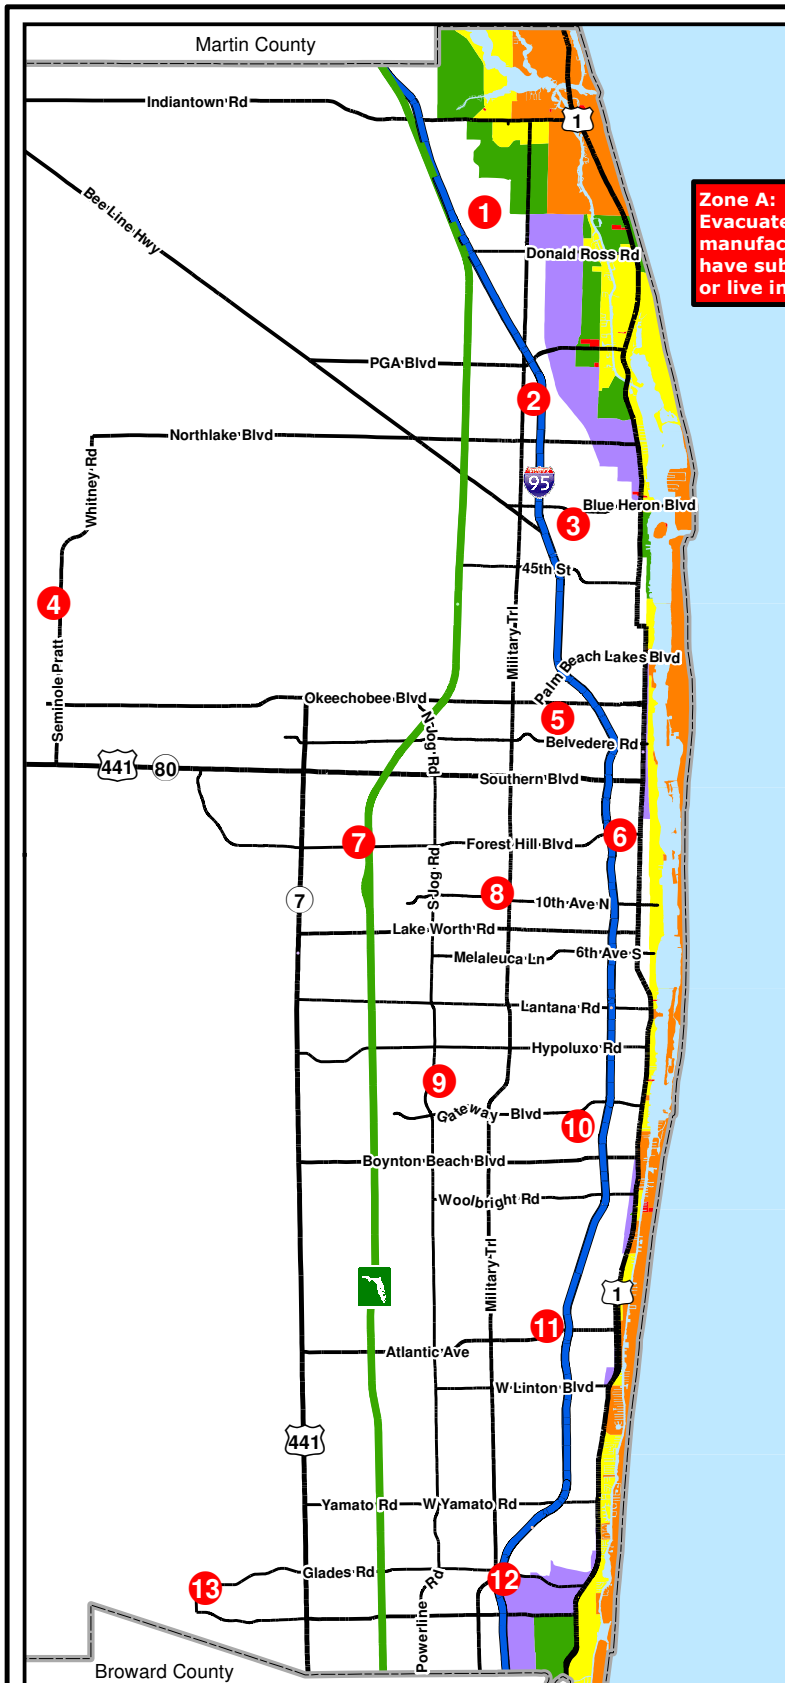 Martin County
Indiantown Rd
1
Bee Line Hwy
Zone A:
Evacuate
manufac
have sub
or live in
1
Donald Ross Rd
PGA Blvd
2
Northlake Blvd
Whitney Rd
95
Blue Heron Blvd
3
45th St
4
Military Trl
Seminole Pratt
Palm Beach Lakes Blvd
Okeechobee Blvd
5
N Jog Rd
Belvedere Rd
441
80
Southern Blvd
6
7
Forest Hill Blvd
S Jog Rd
8
7
10th Ave N
Lake Worth Rd
6th Ave S
Melaleuca Ln
Lantana Rd
Hypoluxo Rd
9
Gateway Blvd
10
Boynton Beach Blvd
Woolbright Rd
Military Trl
1
11
Atlantic Ave
W Linton Blvd
441
Yamato Rd
W Yamato Rd
Glades Rd
12
13
Powerline Rd
Broward County